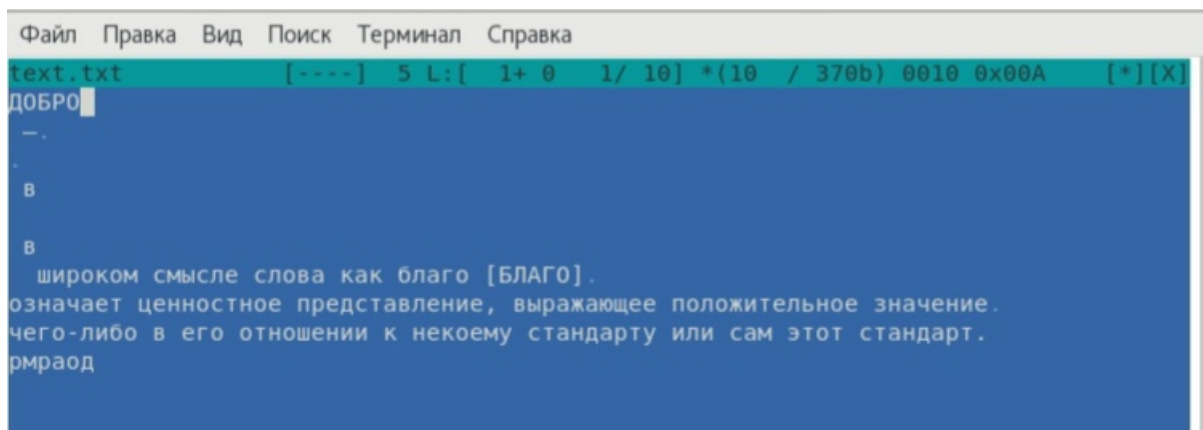 Файл Правка Вид Поиск Терминал Справка
text.txt [----] 5 L:[ 1+ 0 1/ 10] *(10 / 370b) 0010 0x00A [*][X]
ДОБРО
—.
.
в
в
широком смысле слова как благо [БЛАГО].
означает ценностное представление, выражающее положительное значение.
чего-либо в его отношении к некоему стандарту или сам этот стандарт.
рмраод